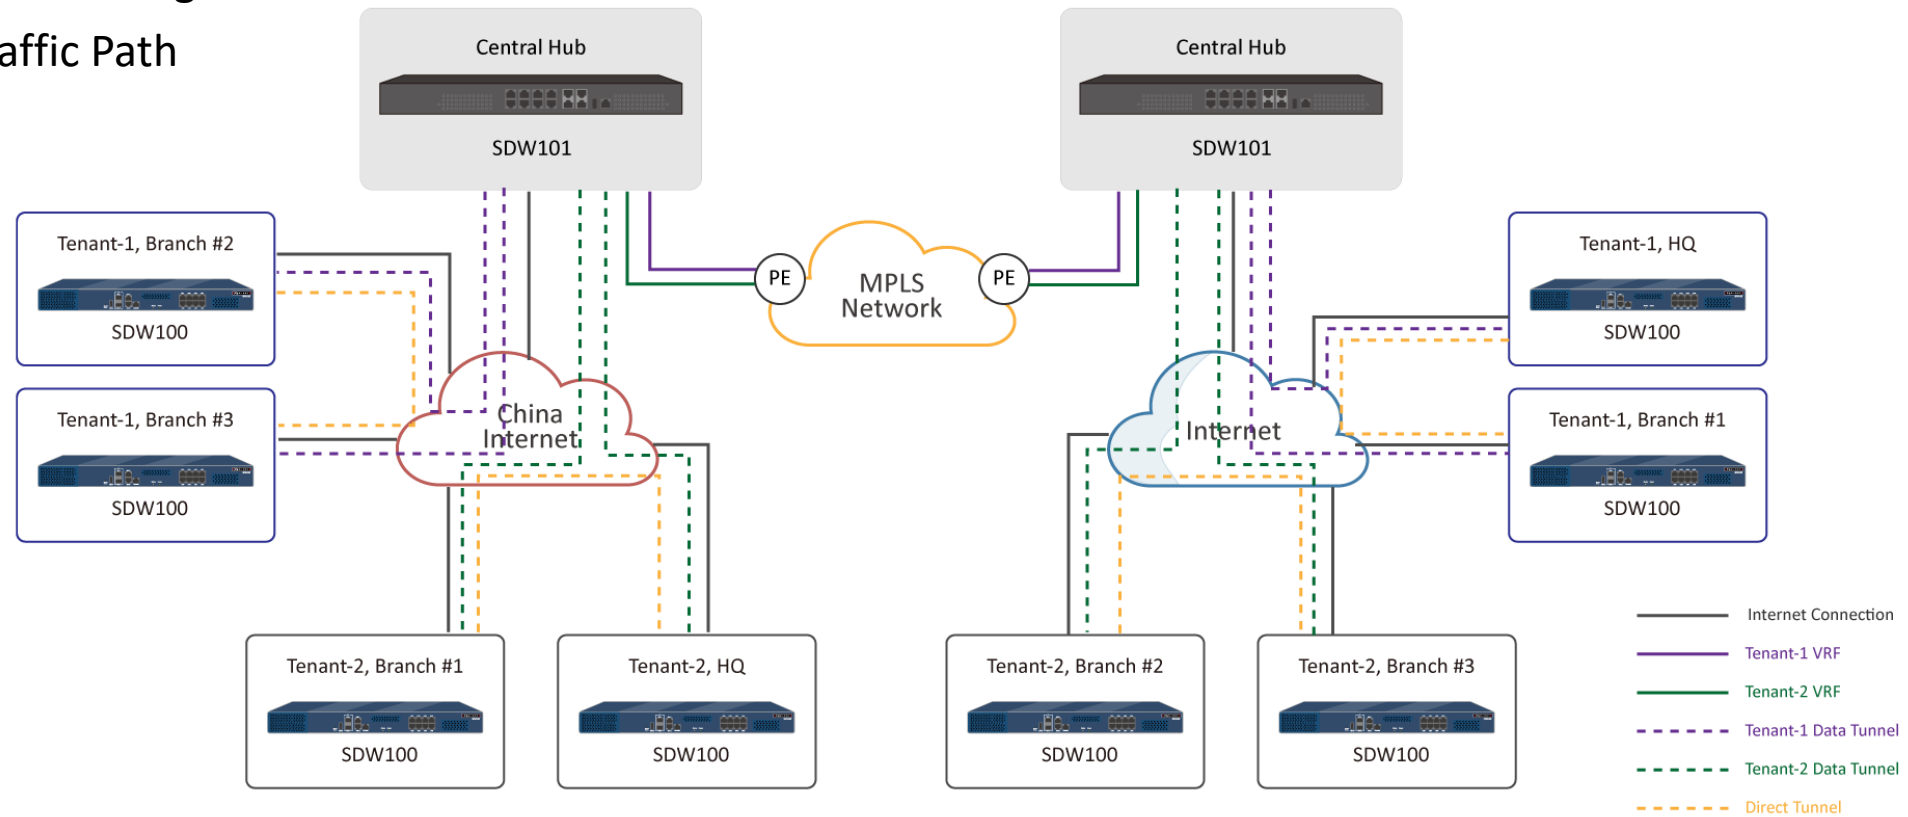 affic Path
Central Hub
SDW101
Central Hub
SDW101
Tenant-1, Branch #2
SDW100
Tenant-1, Branch #3
SDW100
PE
MPLS
Network
PE
China
Internet
Internet
Tenant-1, HQ
SDW100
Tenant-1, Branch #1
SDW100
Tenant-2, Branch #1
SDW100
Tenant-2, HQ
SDW100
Tenant-2, Branch #2
SDW100
Tenant-2, Branch #3
SDW100
Internet Connection
Tenant-1 VRF
Tenant-2 VRF
Tenant-1 Data Tunnel
Tenant-2 Data Tunnel
Direct Tunnel